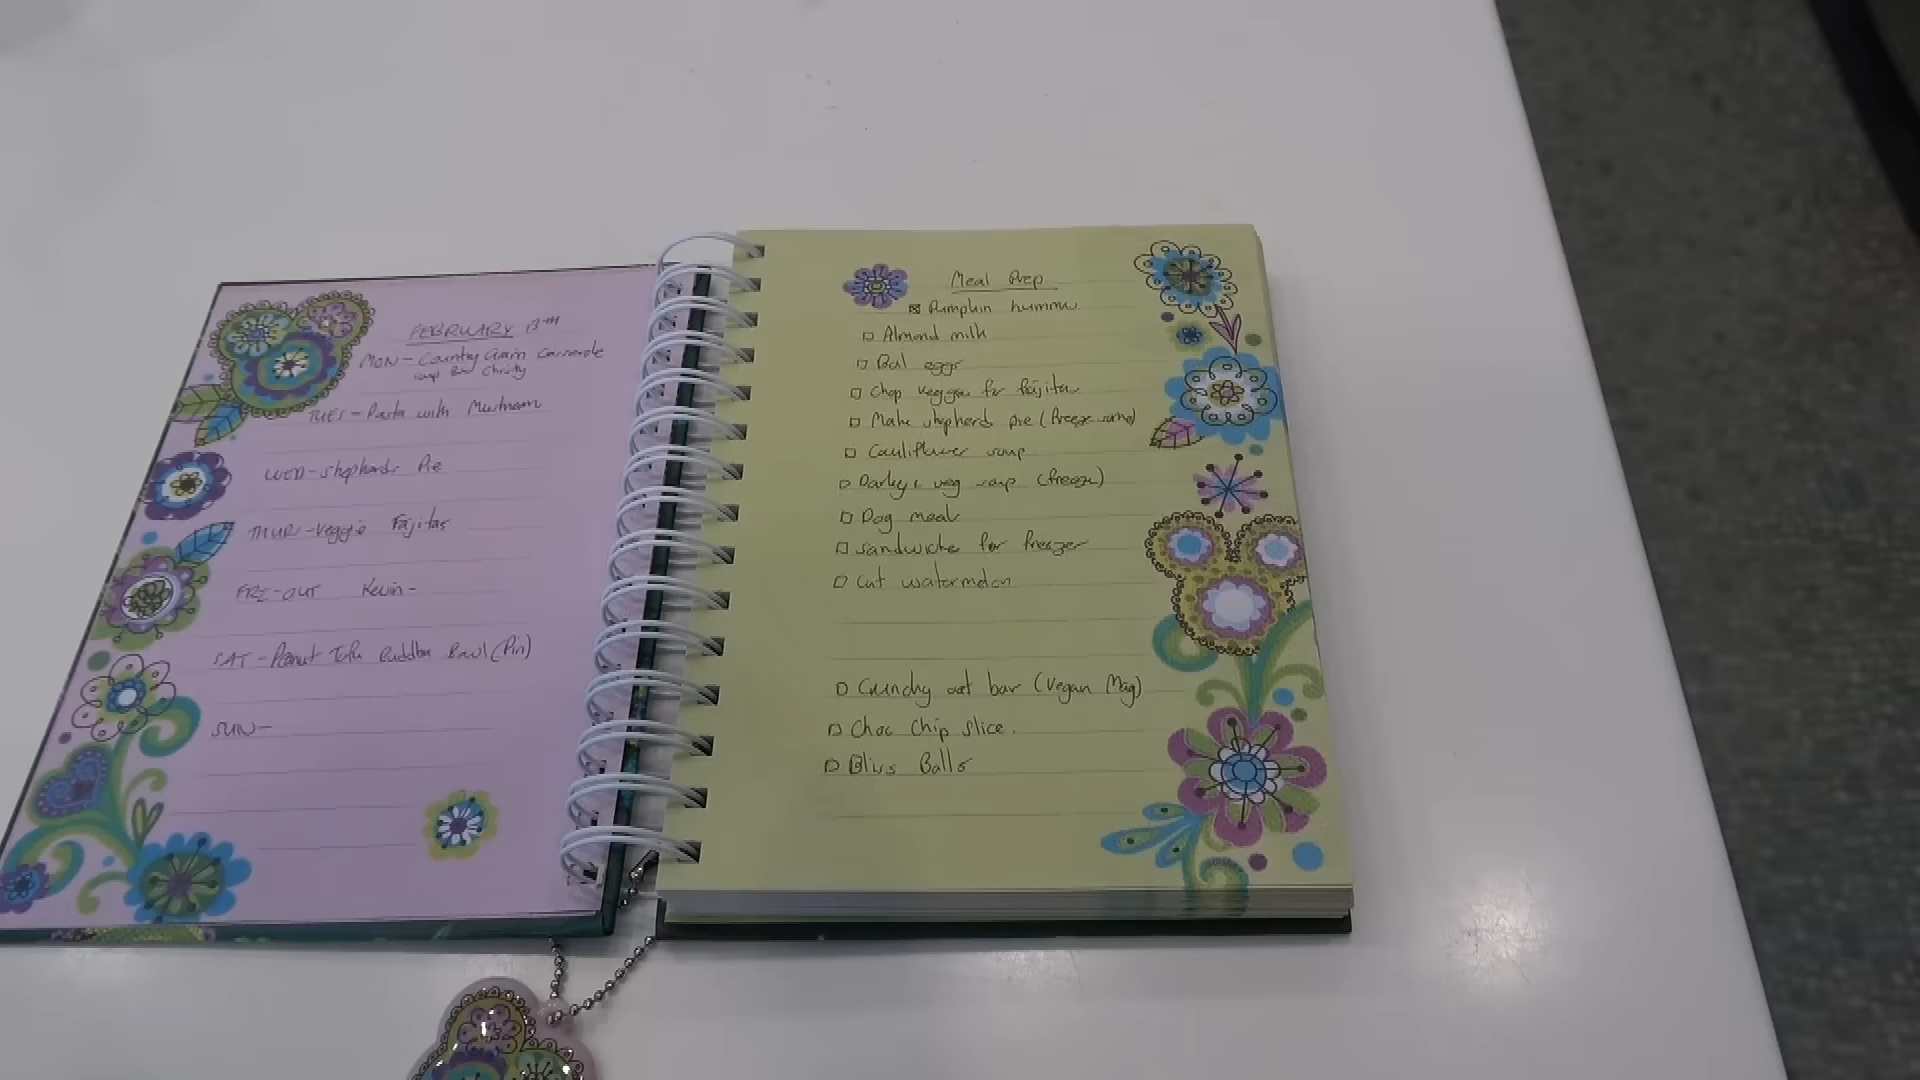 FEBRUARY 13TH
MON - Country Grain Casserole
Christy
TUES - Pasta with Mushroom
WED - Shepherds Pie
THUR - Veggie Fajitas
FRI - OUT Kevin -
SAT - Peanut Tofu Buddha Bowl (Pin)
SUN -
Meal Prep
Pumpkin hummus
Almond milk
Boil eggs
Chop veggies for fajitas
Make shepherds pie (freeze some)
Cauliflower soup
Barley & veg soup (freeze)
Dog meal
Sandwiches for freezer
Cut watermelon
Crunchy oat bar (Vegan Mag)
Choc Chip Slice.
Bliss Balls